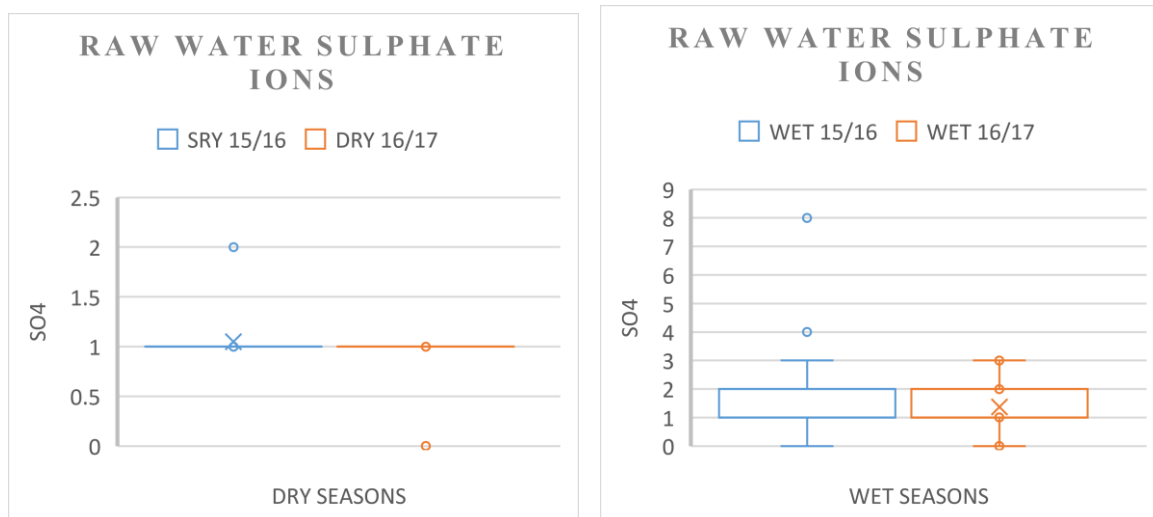 RAW WATER SULPHATE
IONS
SRY 15/16 DRY 16/17
2.5
2
1.5
1
0.5
0
SO4
DRY SEASONS
RAW WATER SULPHATE
IONS
WET 15/16 WET 16/17
9
8
7
6
5
4
3
2
1
0
SO4
WET SEASONS